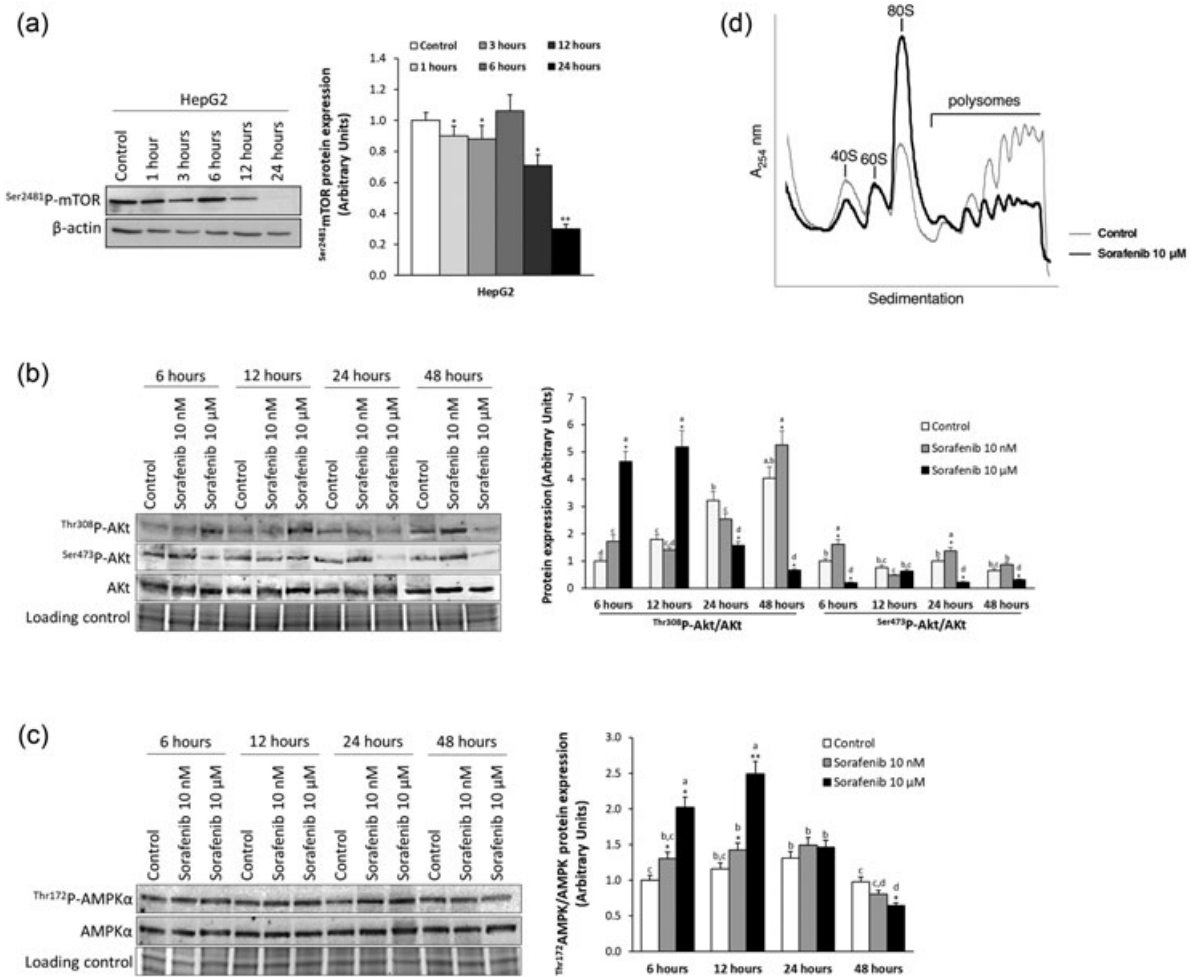 (a)
HepG2
Control
1 hour
3 hours
6 hours
12 hours
24 hours
Ser2481P-mTOR
β-actin
Ser2481mTOR protein expression
(Arbitrary Units)
1.4
1.2
1.0
0.8
0.6
0.4
0.2
0.0
Control 3 hours 12 hours
1 hours 6 hours 24 hours
* * * **
HepG2
(d)
80S
polysomes
40S 60S
A254 nm
Control
Sorafenib 10 µM
Sedimentation
(b)
6 hours 12 hours 24 hours 48 hours
Control
Sorafenib 10 nM
Sorafenib 10 µM
Control
Sorafenib 10 nM
Sorafenib 10 µM
Control
Sorafenib 10 nM
Sorafenib 10 µM
Control
Sorafenib 10 nM
Sorafenib 10 µM
Thr308P-AKt
Ser473P-AKt
AKt
Loading control
Protein expression (Arbitrary Units)
7
6
5
4
3
2
1
0
Control
Sorafenib 10 nM
Sorafenib 10 µM
d c a * c c,d a * b c d * a,b a * d *
c a * d * b,c c b,c b a * d * b,c b d *
6 hours 12 hours 24 hours 48 hours 6 hours 12 hours 24 hours 48 hours
Thr308P-Akt/AKt Ser473P-Akt/AKt
(c)
6 hours 12 hours 24 hours 48 hours
Control
Sorafenib 10 nM
Sorafenib 10 µM
Control
Sorafenib 10 nM
Sorafenib 10 µM
Control
Sorafenib 10 nM
Sorafenib 10 µM
Control
Sorafenib 10 nM
Sorafenib 10 µM
Thr172P-AMPKα
AMPKα
Loading control
Thr172AMPK/AMPK protein expression
(Arbitrary Units)
3.0
2.5
2.0
1.5
1.0
0.5
0.0
Control
Sorafenib 10 nM
Sorafenib 10 µM
c b,c * a * b,c b * a ** b b b c c,d d *
6 hours 12 hours 24 hours 48 hours